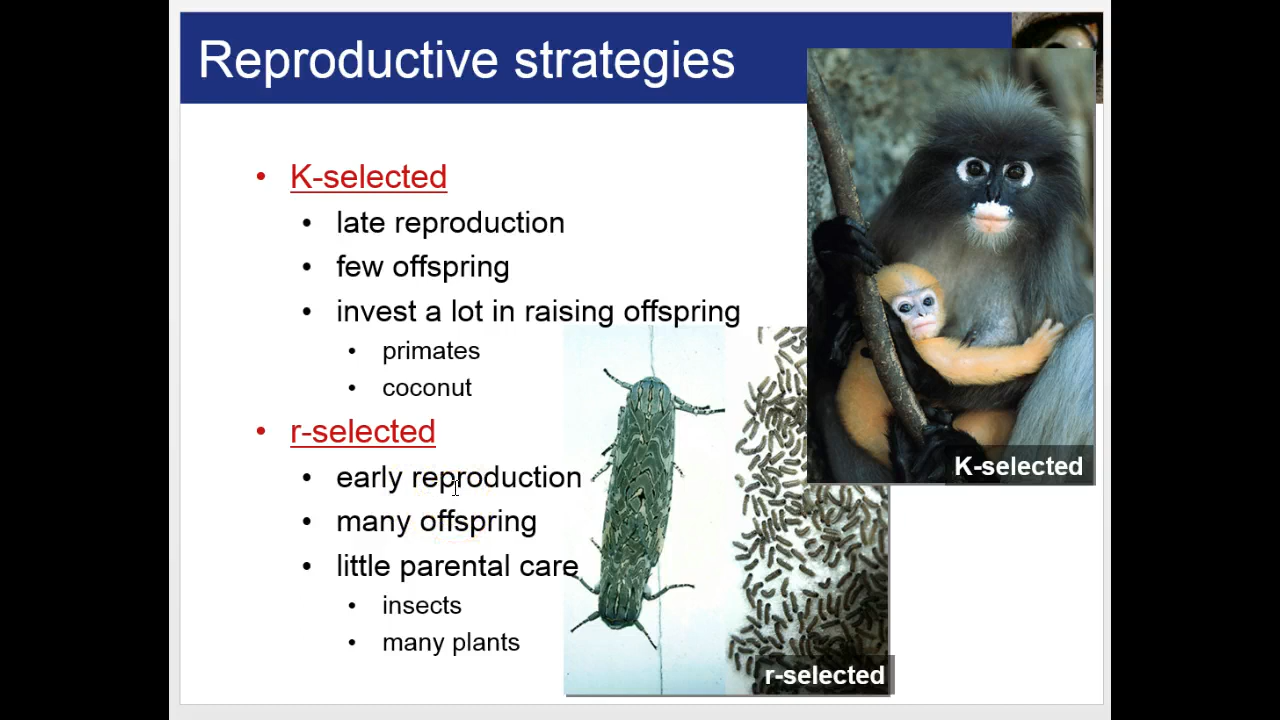 Reproductive strategies
• K-selected
• late reproduction
• few offspring
• invest a lot in raising offspring
• primates
• coconut
• r-selected
• early reproduction
• many offspring
• little parental care
• insects
• many plants
K-selected
r-selected